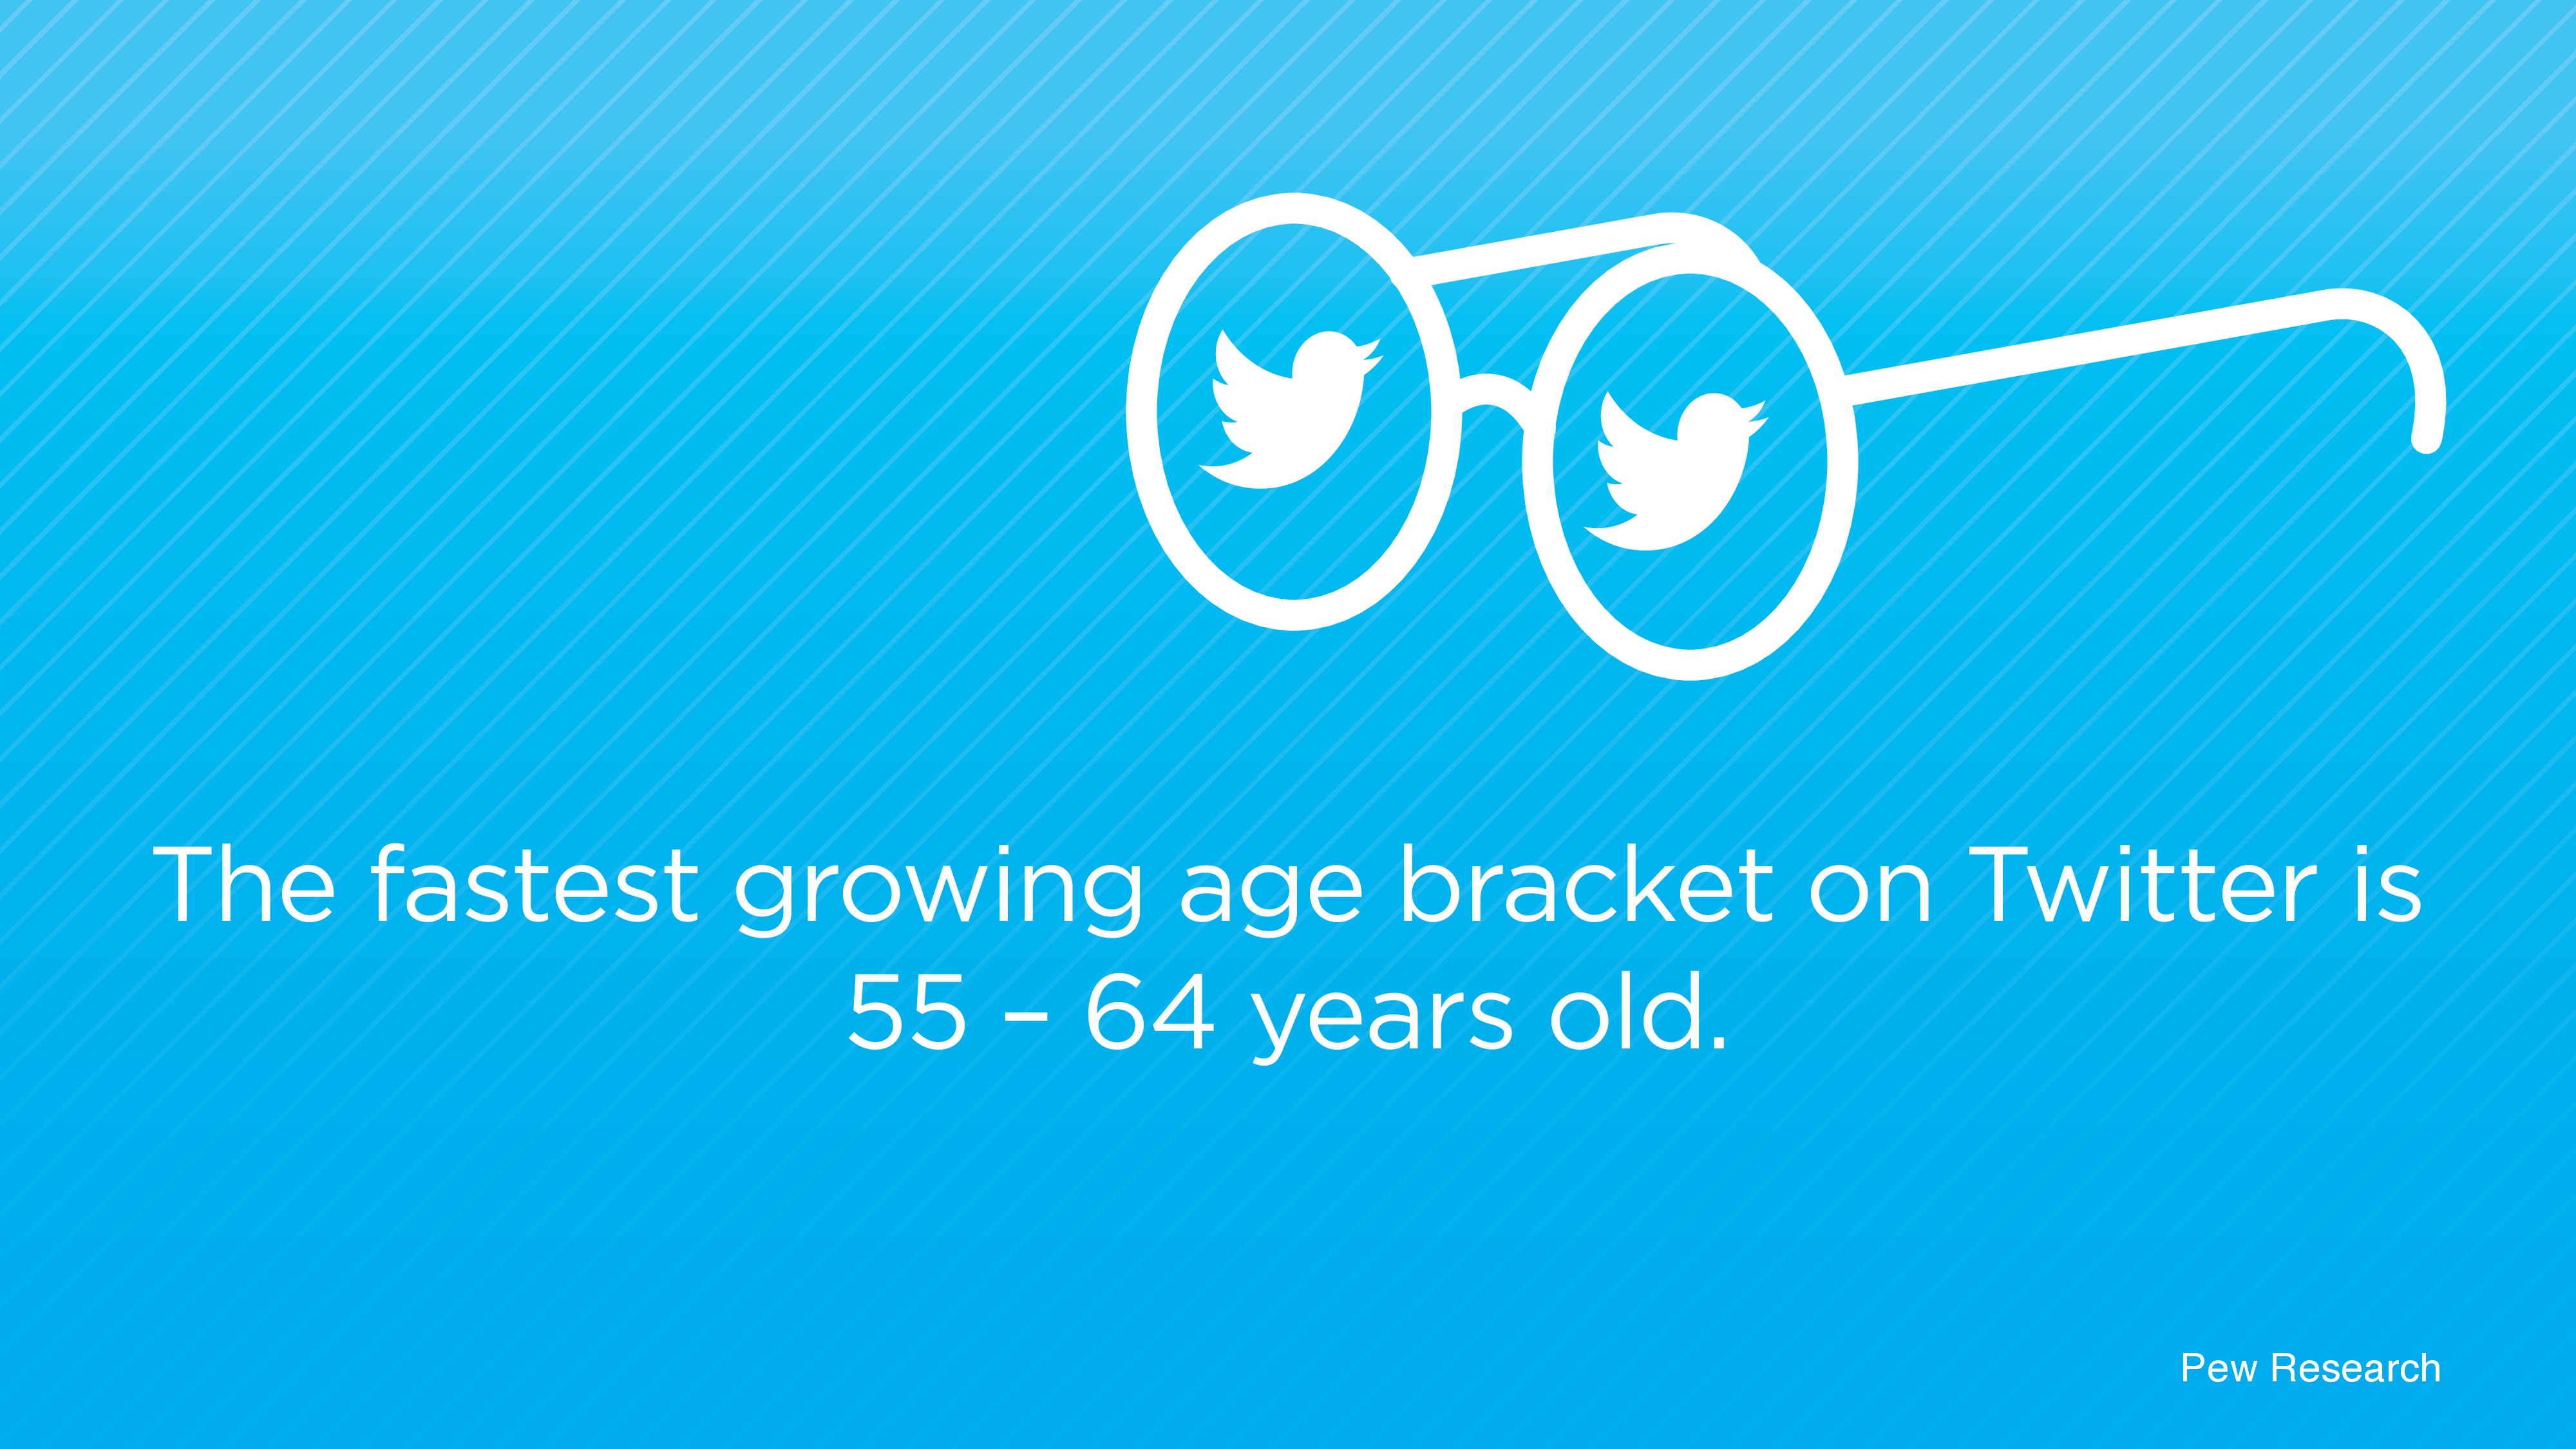 The fastest growing age bracket on Twitter is
55 – 64 years old.
Pew Research